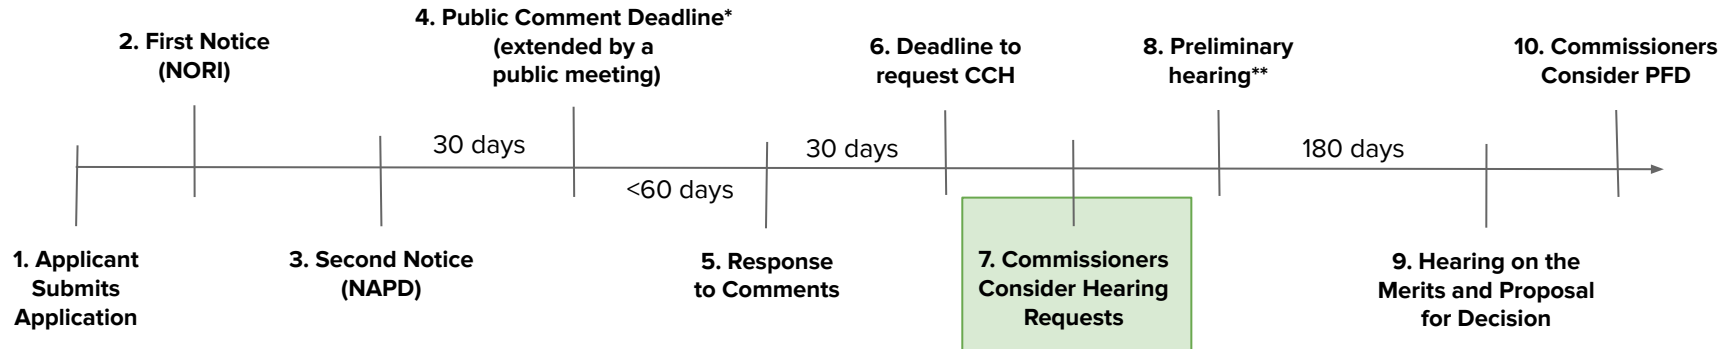 1. Applicant
Submits
Application
2. First Notice
(NORI)
3. Second Notice
(NAPD)
30 days
4. Public Comment Deadline*
(extended by a
public meeting)
<60 days
5. Response
to Comments
30 days
6. Deadline to
request CCH
7. Commissioners
Consider Hearing
Requests
8. Preliminary
hearing**
180 days
9. Hearing on the
Merits and Proposal
for Decision
10. Commissioners
Consider PFD